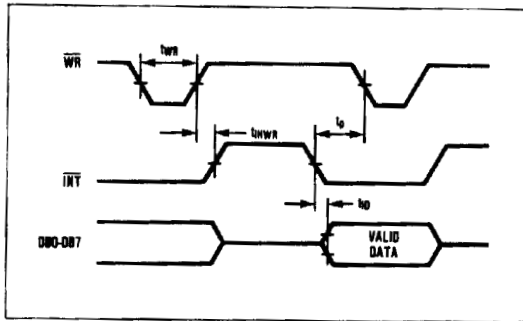 tWR
WR
tINWR
tD
INT
tID
DB0-DB7
VALID
DATA